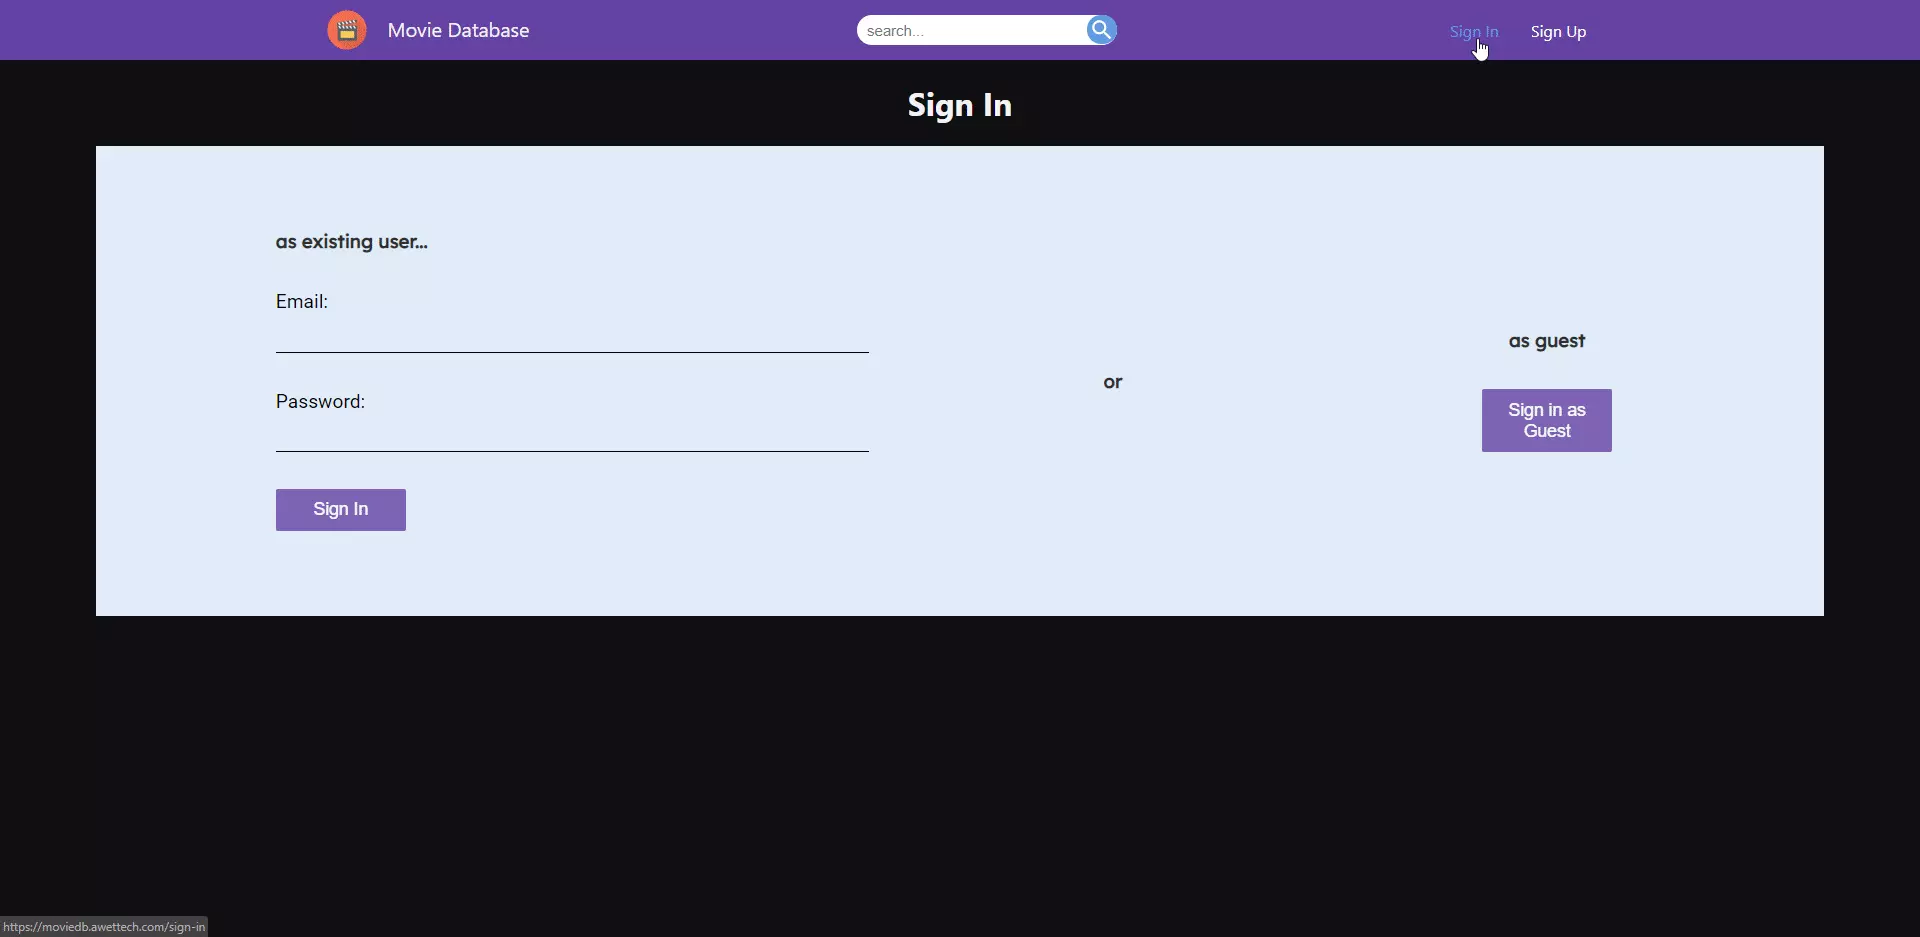 Movie Database
search...
Sign In
Sign Up
Sign In
as existing user...
Email:
Password:
Sign In
or
as guest
Sign in as
Guest
https://moviedb.awettech.com/sign-in